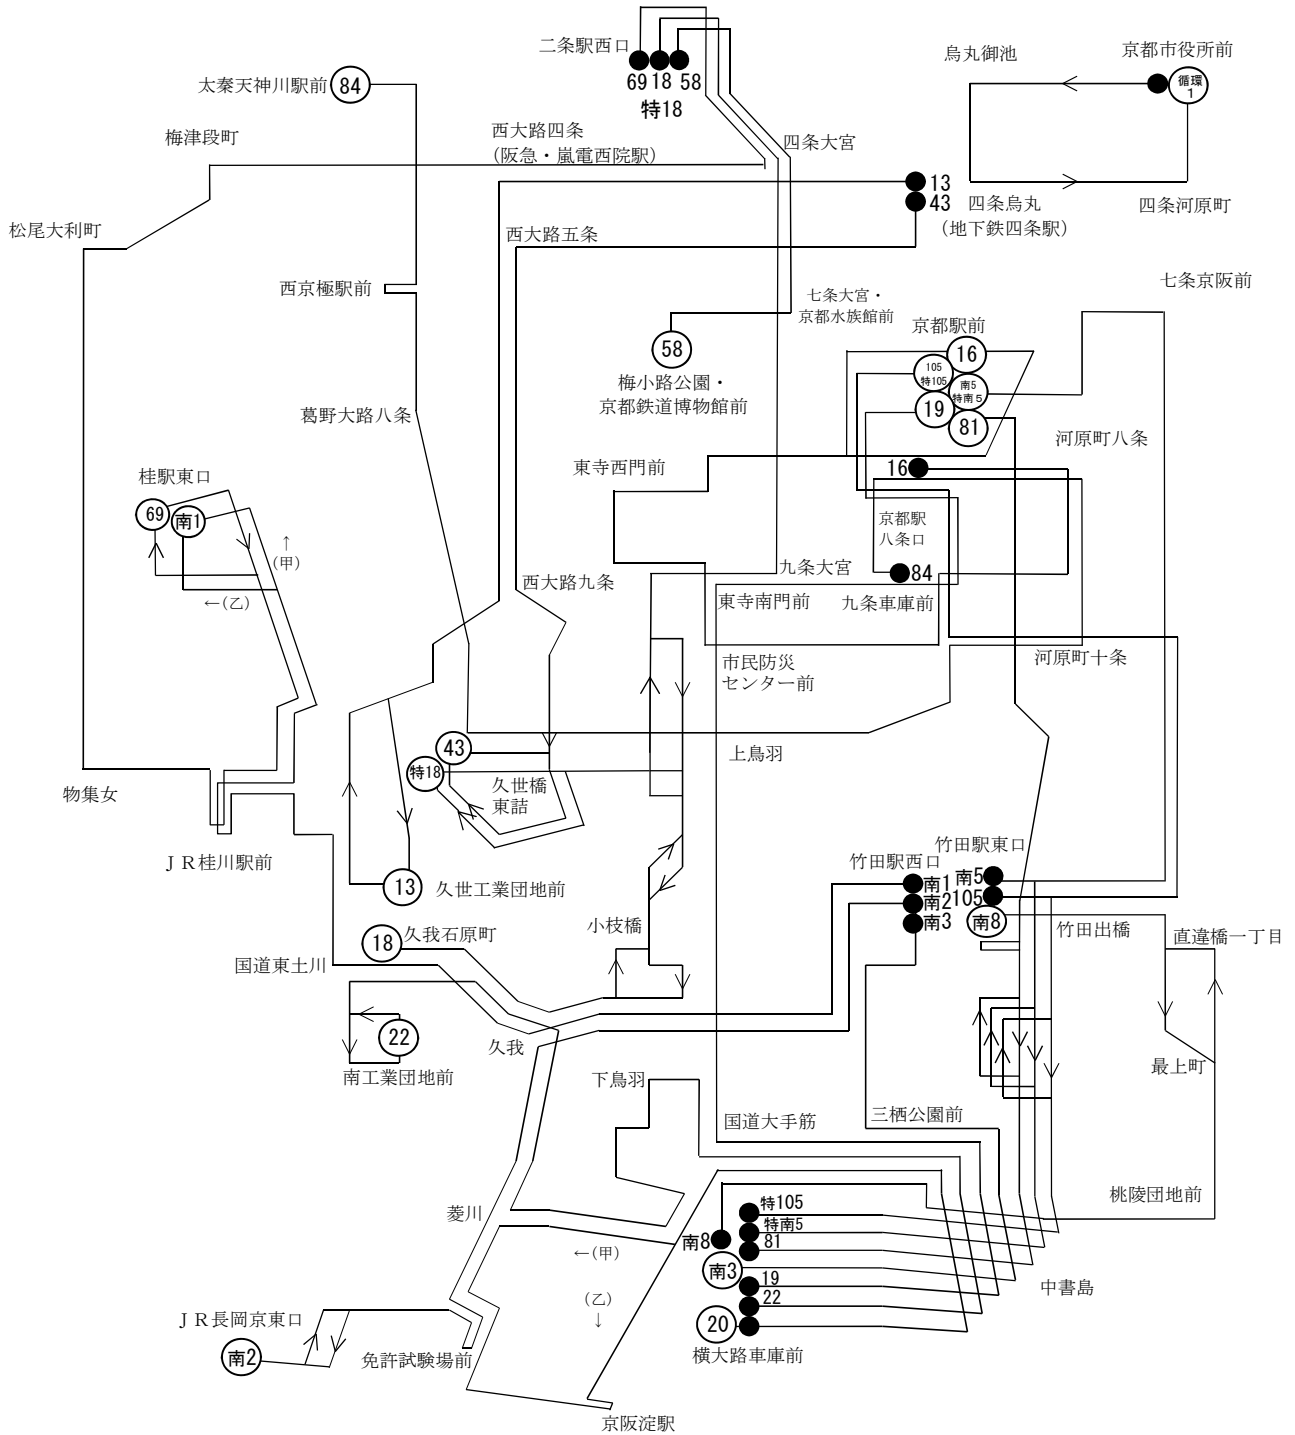 二条駅西口
69 18 58
特18
烏丸御池
京都市役所前
循環
1
太秦天神川駅前
84
梅津段町
西大路四条
(阪急・嵐電西院駅)
四条大宮
13
43
四条烏丸
(地下鉄四条駅)
四条河原町
松尾大利町
西大路五条
西京極駅前
七条大宮・
京都水族館前
七条京阪前
58
梅小路公園・
京都鉄道博物館前
京都駅前
16
105
特105
南5
特南5
19
81
葛野大路八条
河原町八条
桂駅東口
69
南1
↑
(甲)
←(乙)
東寺西門前
16
京都駅
八条口
84
九条大宮
西大路九条
東寺南門前
九条車庫前
市民防災
センター前
河原町十条
43
特18
上鳥羽
久世橋
東詰
物集女
JR桂川駅前
13
久世工業団地前
竹田駅西口
竹田駅東口
南1
南2
南3
南5
105
南8
小枝橋
18
久我石原町
竹田出橋
直違橋一丁目
国道東土川
22
久我
南工業団地前
下鳥羽
最上町
三栖公園前
国道大手筋
桃陵団地前
菱川
特105
特南5
81
南8
南3
19
22
20
横大路車庫前
←(甲)
(乙)
↓
中書島
JR長岡京東口
南2
免許試験場前
京阪淀駅